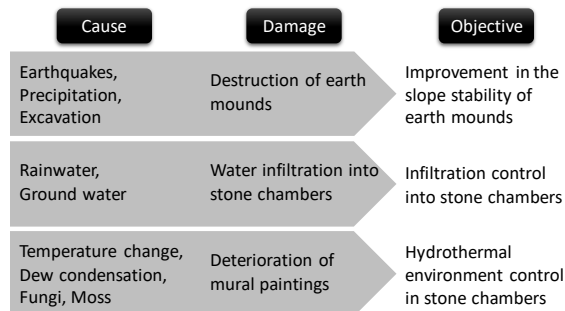 Cause
Damage
Objective
Earthquakes,
Precipitation,
Excavation
Destruction of earth
mounds
Improvement in the
slope stability of
earth mounds
Rainwater,
Ground water
Water infiltration into
stone chambers
Infiltration control
into stone chambers
Temperature change,
Dew condensation,
Fungi, Moss
Deterioration of
mural paintings
Hydrothermal
environment control
in stone chambers